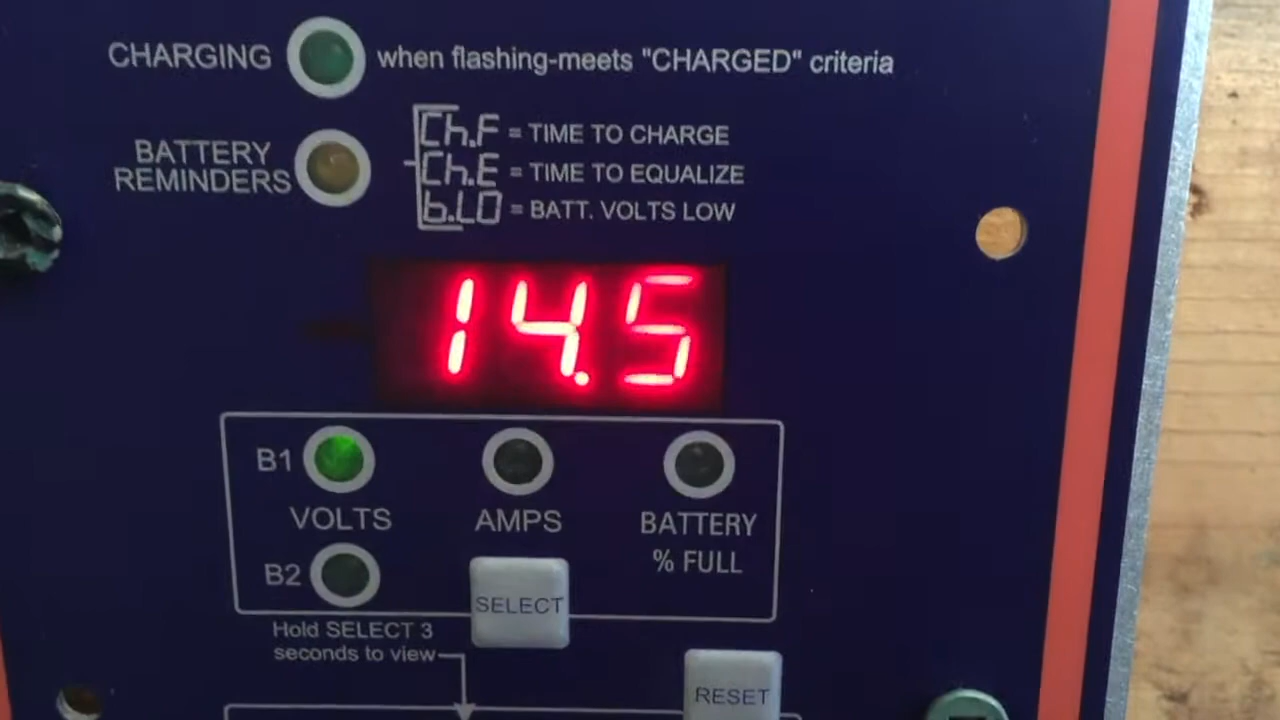 CHARGING when flashing-meets "CHARGED" criteria
BATTERY REMINDERS
Ch.F = TIME TO CHARGE
Ch.E = TIME TO EQUALIZE
b.LO = BATT. VOLTS LOW
14.5
B1
VOLTS AMPS BATTERY % FULL
B2
SELECT
Hold SELECT 3
seconds to view
RESET